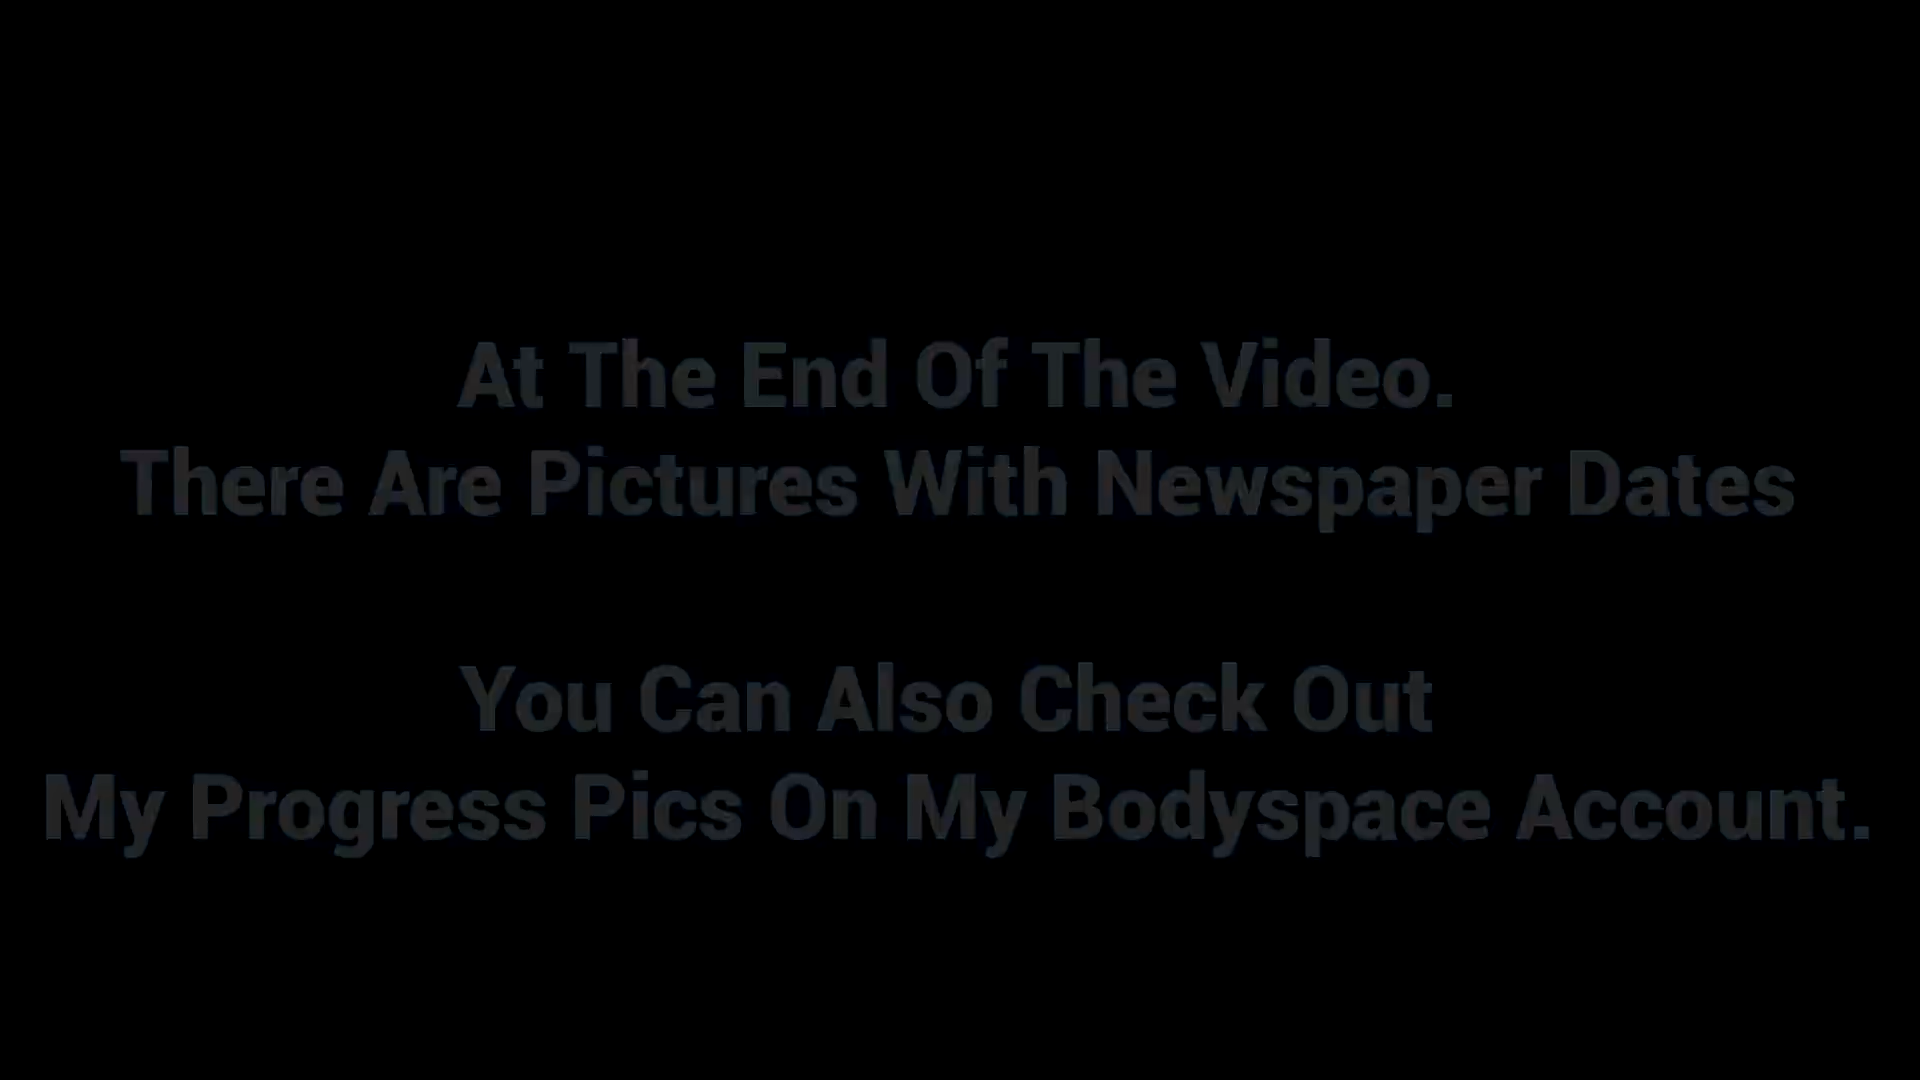 At The End Of The Video.
There Are Pictures With Newspaper Dates
You Can Also Check Out
My Progress Pics On My Bodyspace Account.